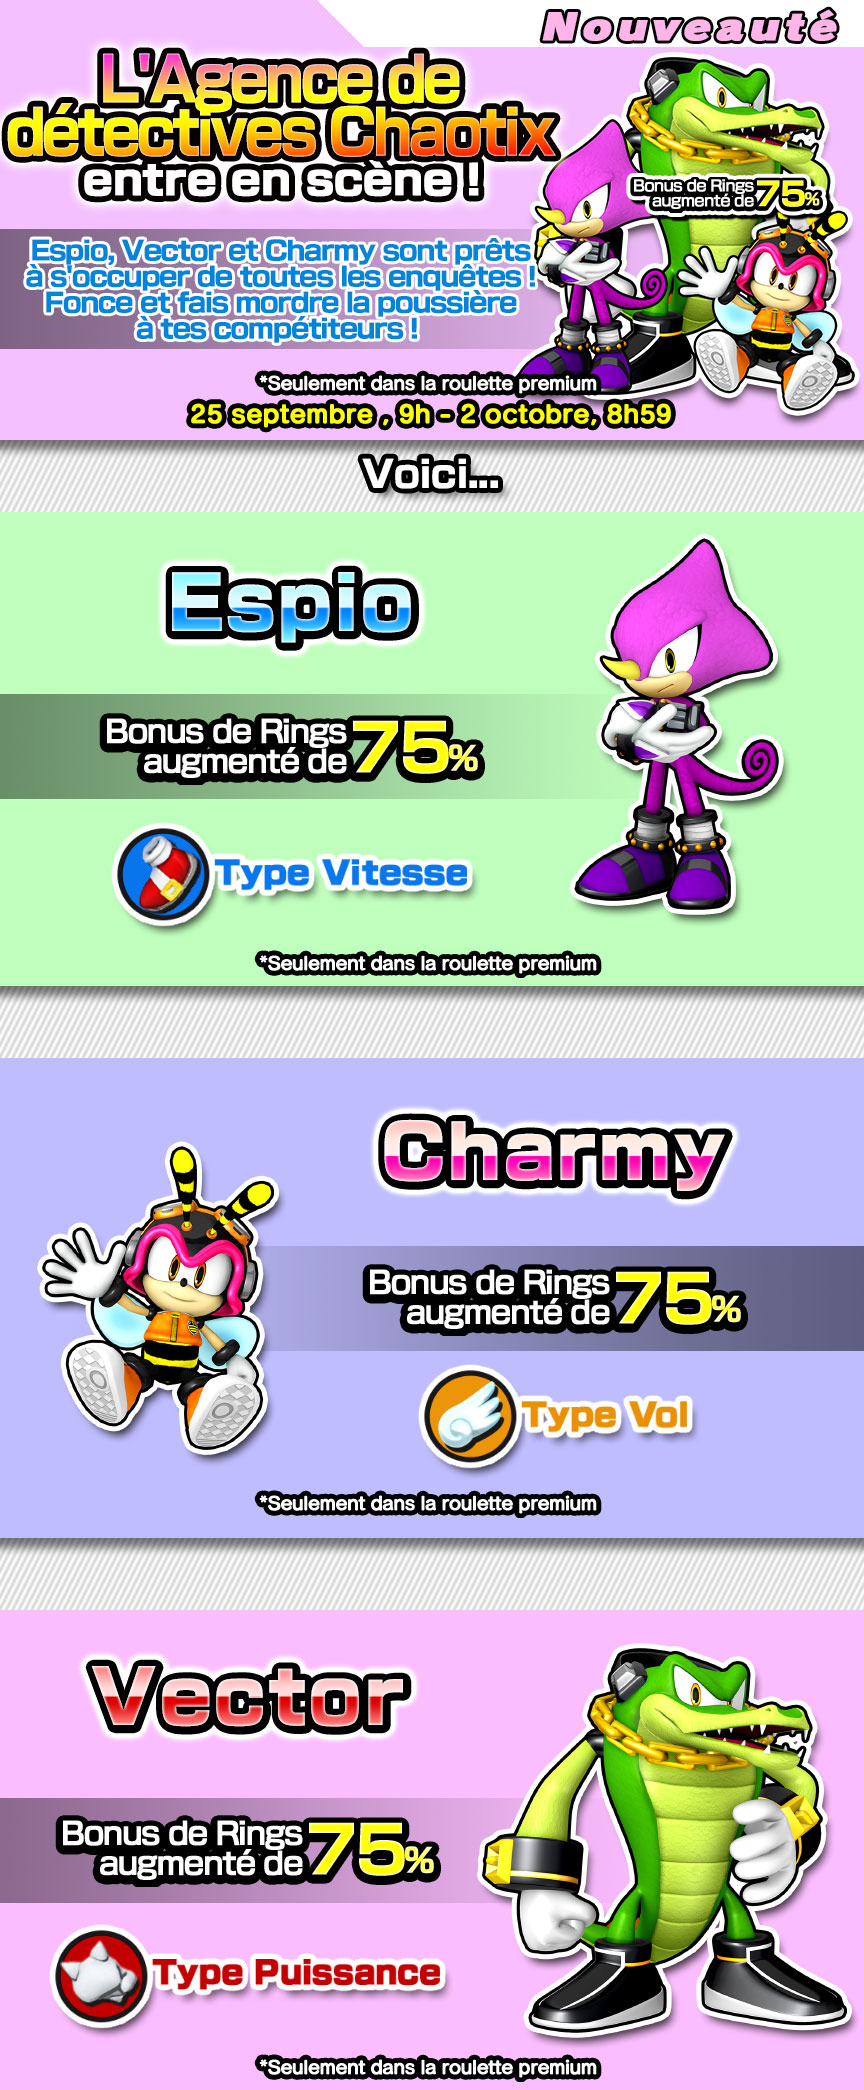 Nouveauté
L'Agence de
détectives Chaotix
entre en scène !
Bonus de Rings
augmenté de 75%
Espio, Vector et Charmy sont prêts
à s'occuper de toutes les enquêtes !
Fonce et fais mordre la poussière
à tes compétiteurs !
*Seulement dans la roulette premium
25 septembre , 9h - 2 octobre, 8h59
Voici...
Espio
Bonus de Rings
augmenté de 75%
Type Vitesse
*Seulement dans la roulette premium
Charmy
Bonus de Rings
augmenté de 75%
Type Vol
*Seulement dans la roulette premium
Vector
Bonus de Rings
augmenté de 75%
Type Puissance
*Seulement dans la roulette premium